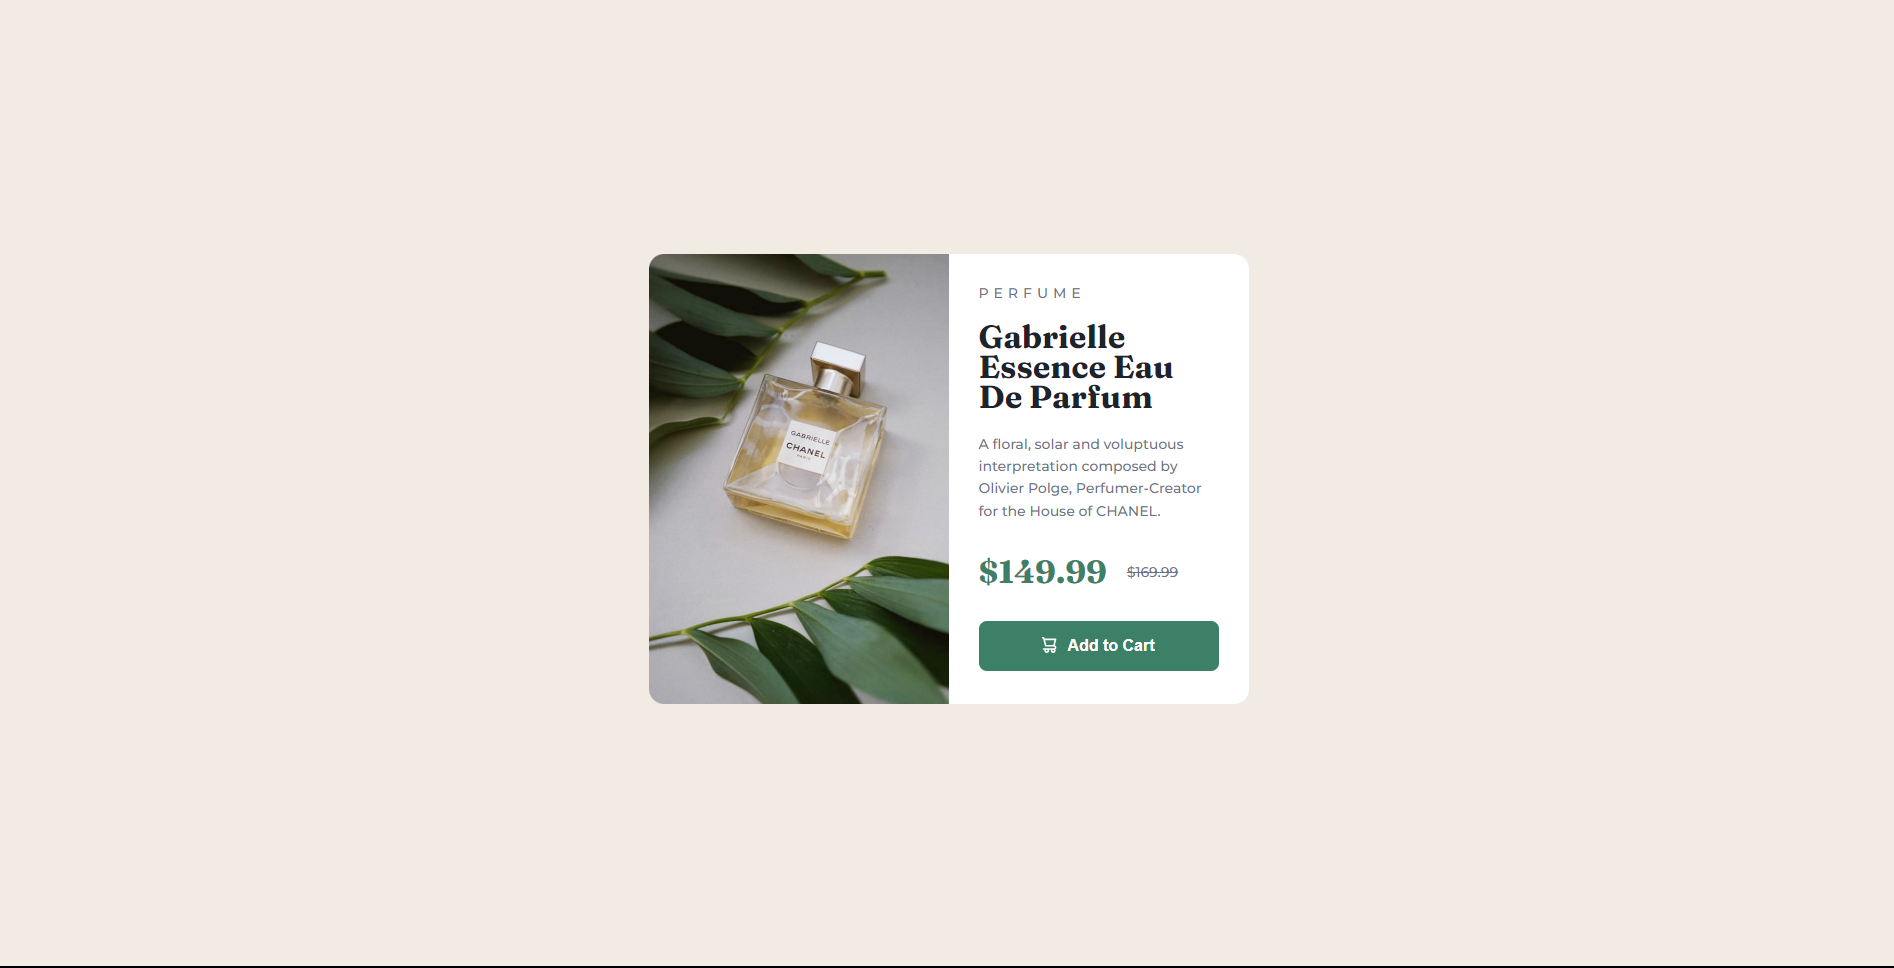 GABRIELLE
CHANEL
PARIS
PERFUME
Gabrielle
Essence Eau
De Parfum
A floral, solar and voluptuous
interpretation composed by
Olivier Polge, Perfumer-Creator
for the House of CHANEL.
$149.99 $169.99
Add to Cart